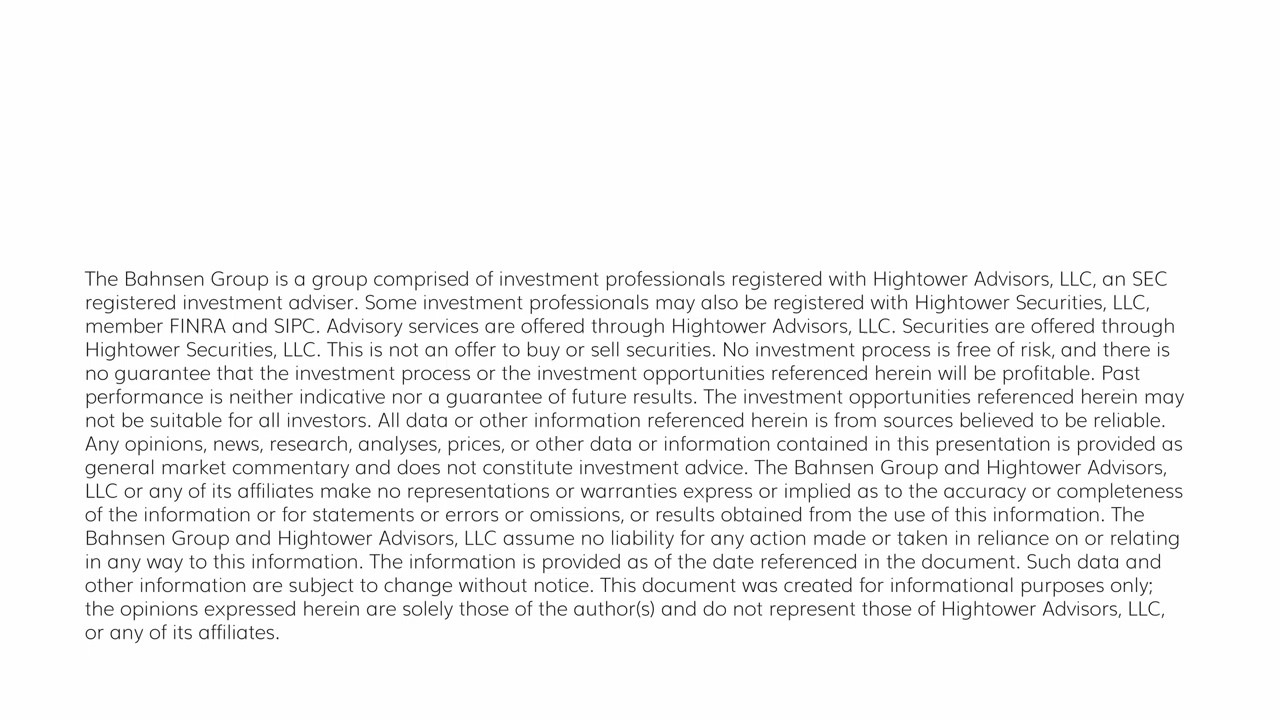 The Bahnsen Group is a group comprised of investment professionals registered with Hightower Advisors, LLC, an SEC
registered investment adviser. Some investment professionals may also be registered with Hightower Securities, LLC,
member FINRA and SIPC. Advisory services are offered through Hightower Advisors, LLC. Securities are offered through
Hightower Securities, LLC. This is not an offer to buy or sell securities. No investment process is free of risk, and there is
no guarantee that the investment process or the investment opportunities referenced herein will be profitable. Past
performance is neither indicative nor a guarantee of future results. The investment opportunities referenced herein may
not be suitable for all investors. All data or other information referenced herein is from sources believed to be reliable.
Any opinions, news, research, analyses, prices, or other data or information contained in this presentation is provided as
general market commentary and does not constitute investment advice. The Bahnsen Group and Hightower Advisors,
LLC or any of its affiliates make no representations or warranties express or implied as to the accuracy or completeness
of the information or for statements or errors or omissions, or results obtained from the use of this information. The
Bahnsen Group and Hightower Advisors, LLC assume no liability for any action made or taken in reliance on or relating
in any way to this information. The information is provided as of the date referenced in the document. Such data and
other information are subject to change without notice. This document was created for informational purposes only;
the opinions expressed herein are solely those of the author(s) and do not represent those of Hightower Advisors, LLC,
or any of its affiliates.